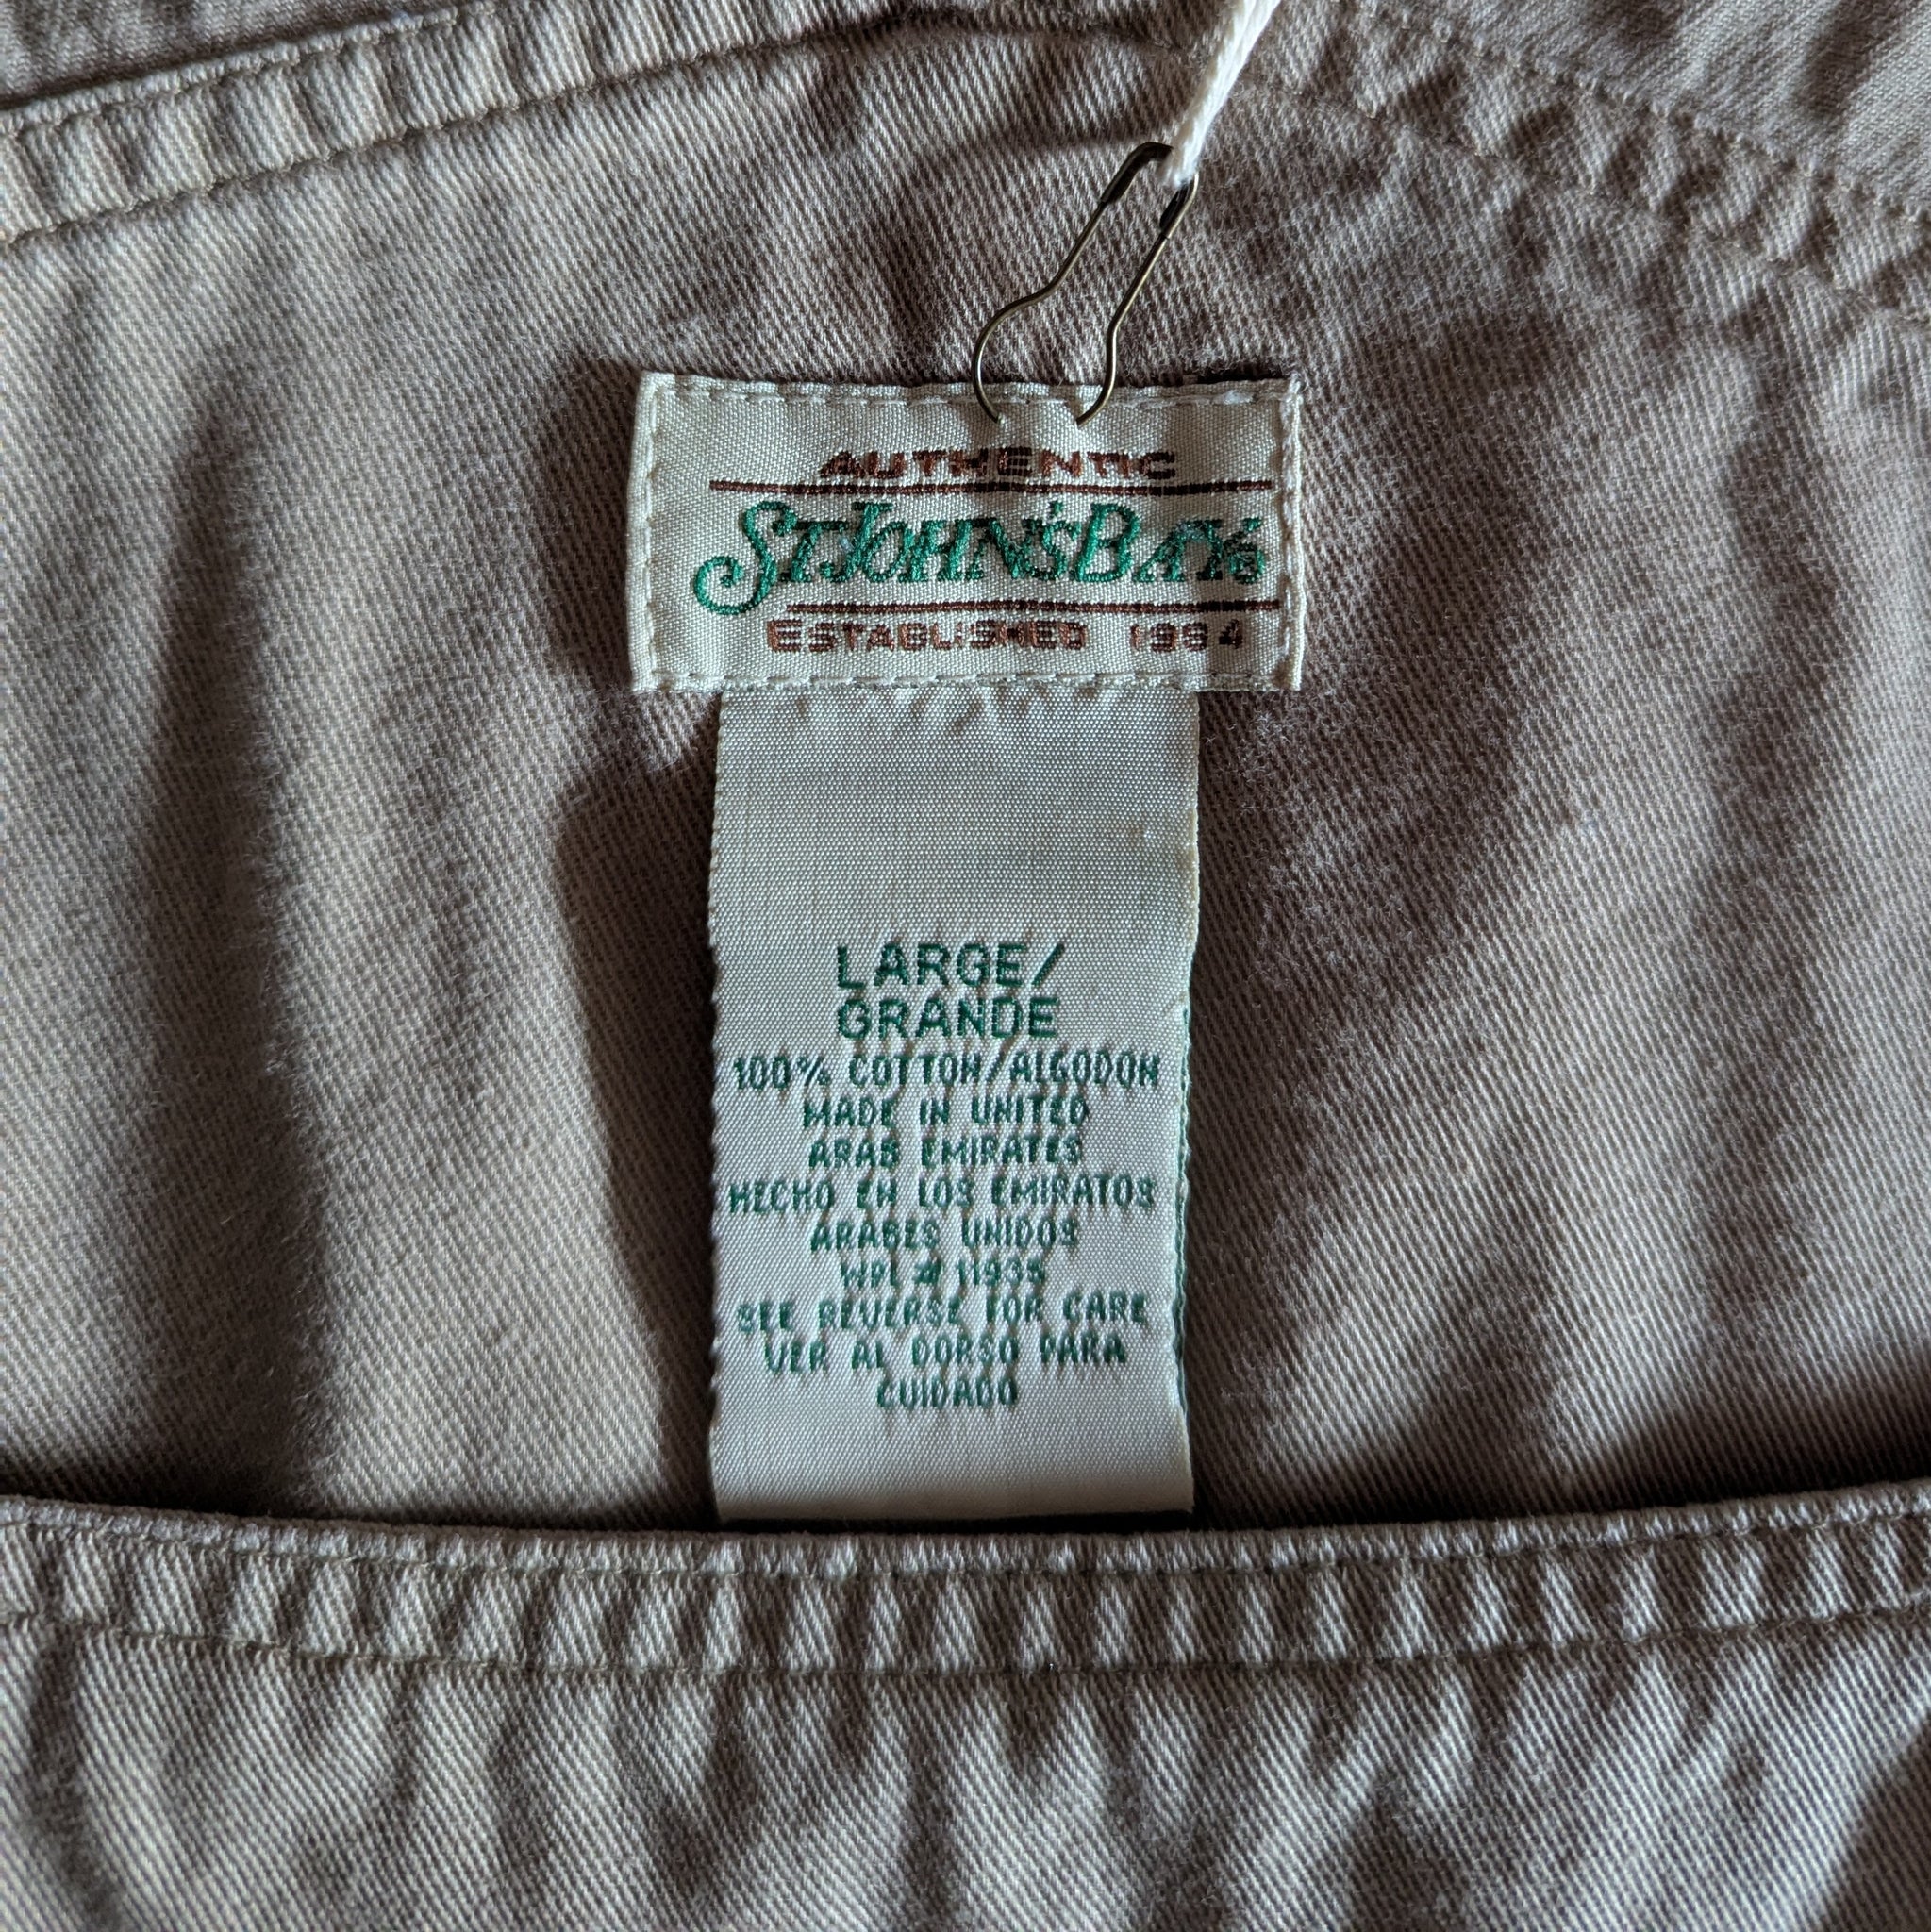 AUTHENTIC
ST. JOHN'S BAY®
ESTABLISHED 1984
LARGE/
GRANDE
100% COTTON/ALGODON
MADE IN UNITED
ARAB EMIRATES
HECHO EN LOS EMIRATOS
ARABES UNIDOS
WPL # 11935
SEE REVERSE FOR CARE
VER AL DORSO PARA
CUIDADO